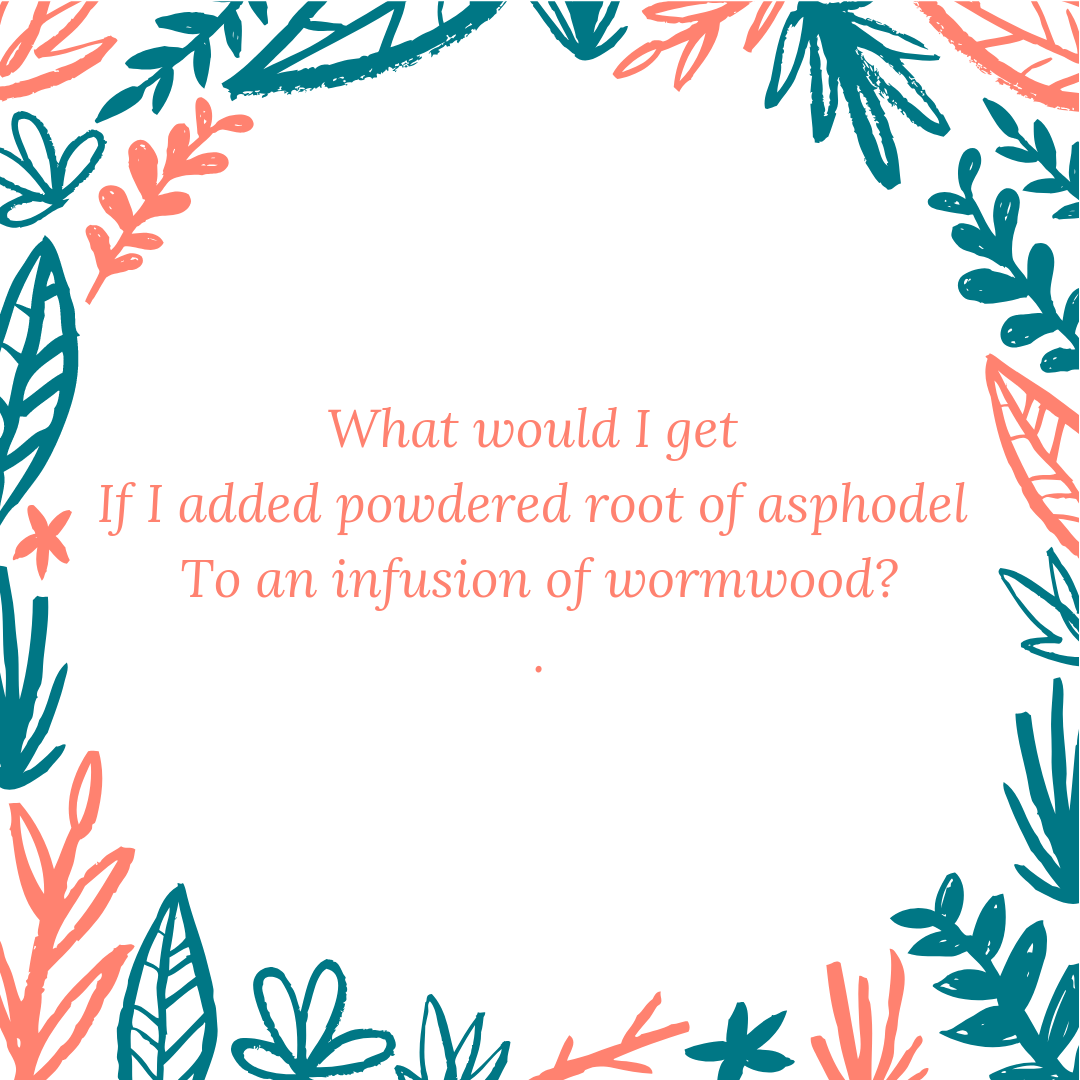 What would I get
If I added powdered root of asphodel
To an infusion of wormwood?
.